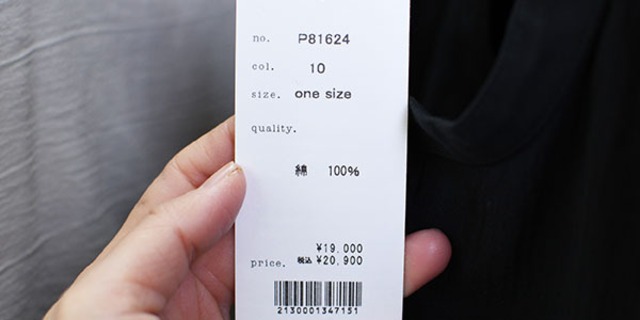 no. P81624
col. 10
size. one size
quality.
綿 100%
¥19,000
price. 税込 ¥20,900
2130001347151